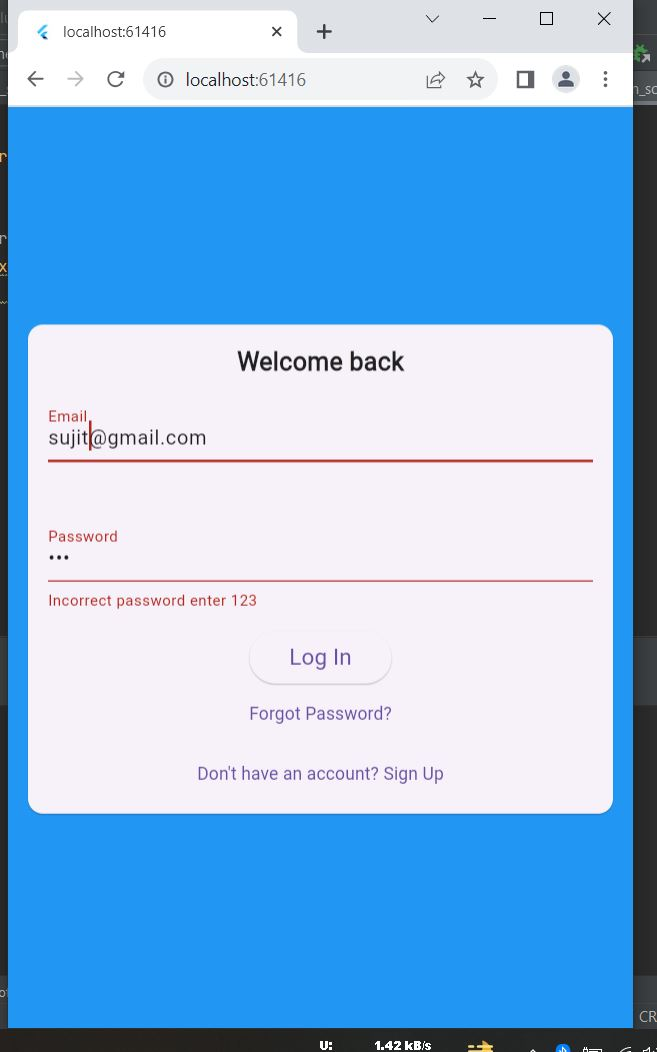 localhost:61416
localhost:61416
Welcome back
Email
sujit@gmail.com
Password
•••
Incorrect password enter 123
Log In
Forgot Password?
Don't have an account? Sign Up
U: 1.42 kB/s
CR